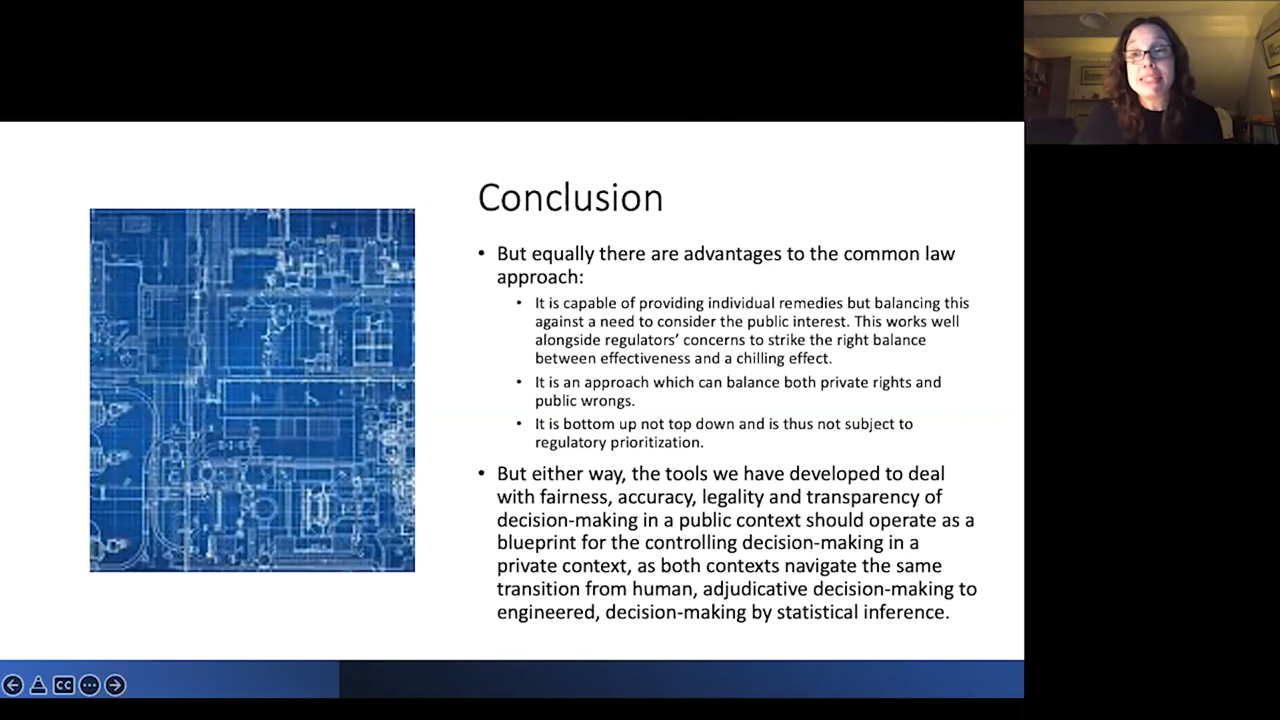 Conclusion
• But equally there are advantages to the common law
approach:
• It is capable of providing individual remedies but balancing this
against a need to consider the public interest. This works well
alongside regulators’ concerns to strike the right balance
between effectiveness and a chilling effect.
• It is an approach which can balance both private rights and
public wrongs.
• It is bottom up not top down and is thus not subject to
regulatory prioritization.
• But either way, the tools we have developed to deal
with fairness, accuracy, legality and transparency of
decision-making in a public context should operate as a
blueprint for the controlling decision-making in a
private context, as both contexts navigate the same
transition from human, adjudicative decision-making to
engineered, decision-making by statistical inference.
CC